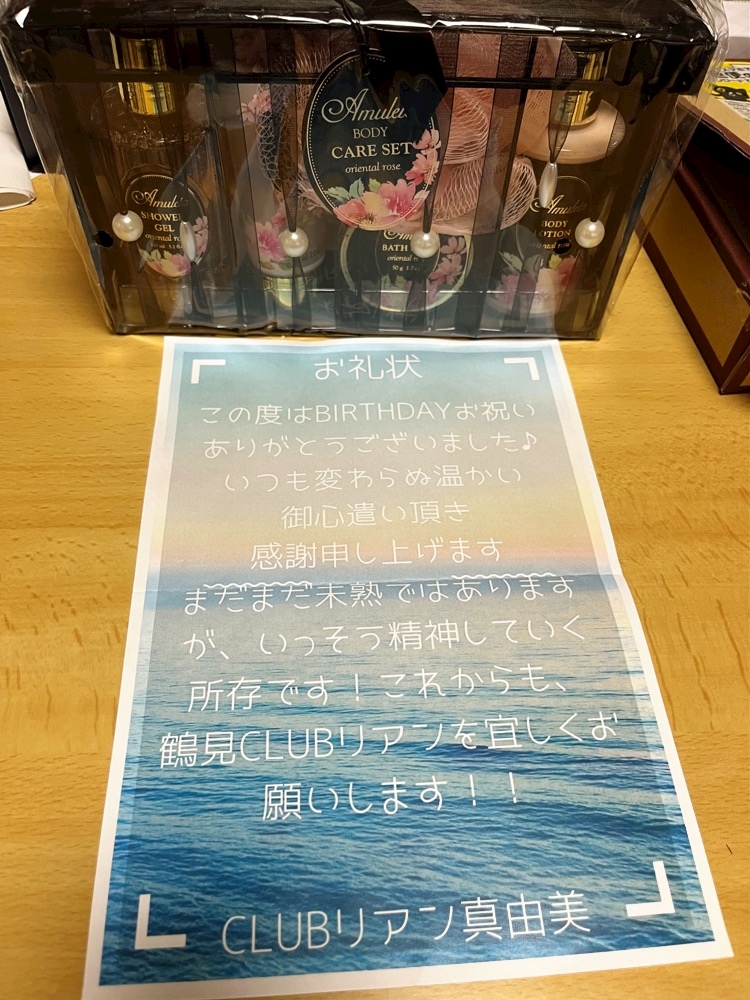 Amulei
BODY
CARE SET
oriental rose
Amulei
SHOWER
GEL
oriental
BATH
oriental
50 g
BODY
LOTION
oriental
お礼状
この度はBIRTHDAYお祝い
ありがとうございました♪
いつも変わらぬ温かい
御心遣い頂き
感謝申し上げます
まだまだ未熟ではあります
が、いっそう精神していく
所存です！これからも、
鶴見CLUBリアンを宜しくお
願いします！！
CLUBリアン真由美